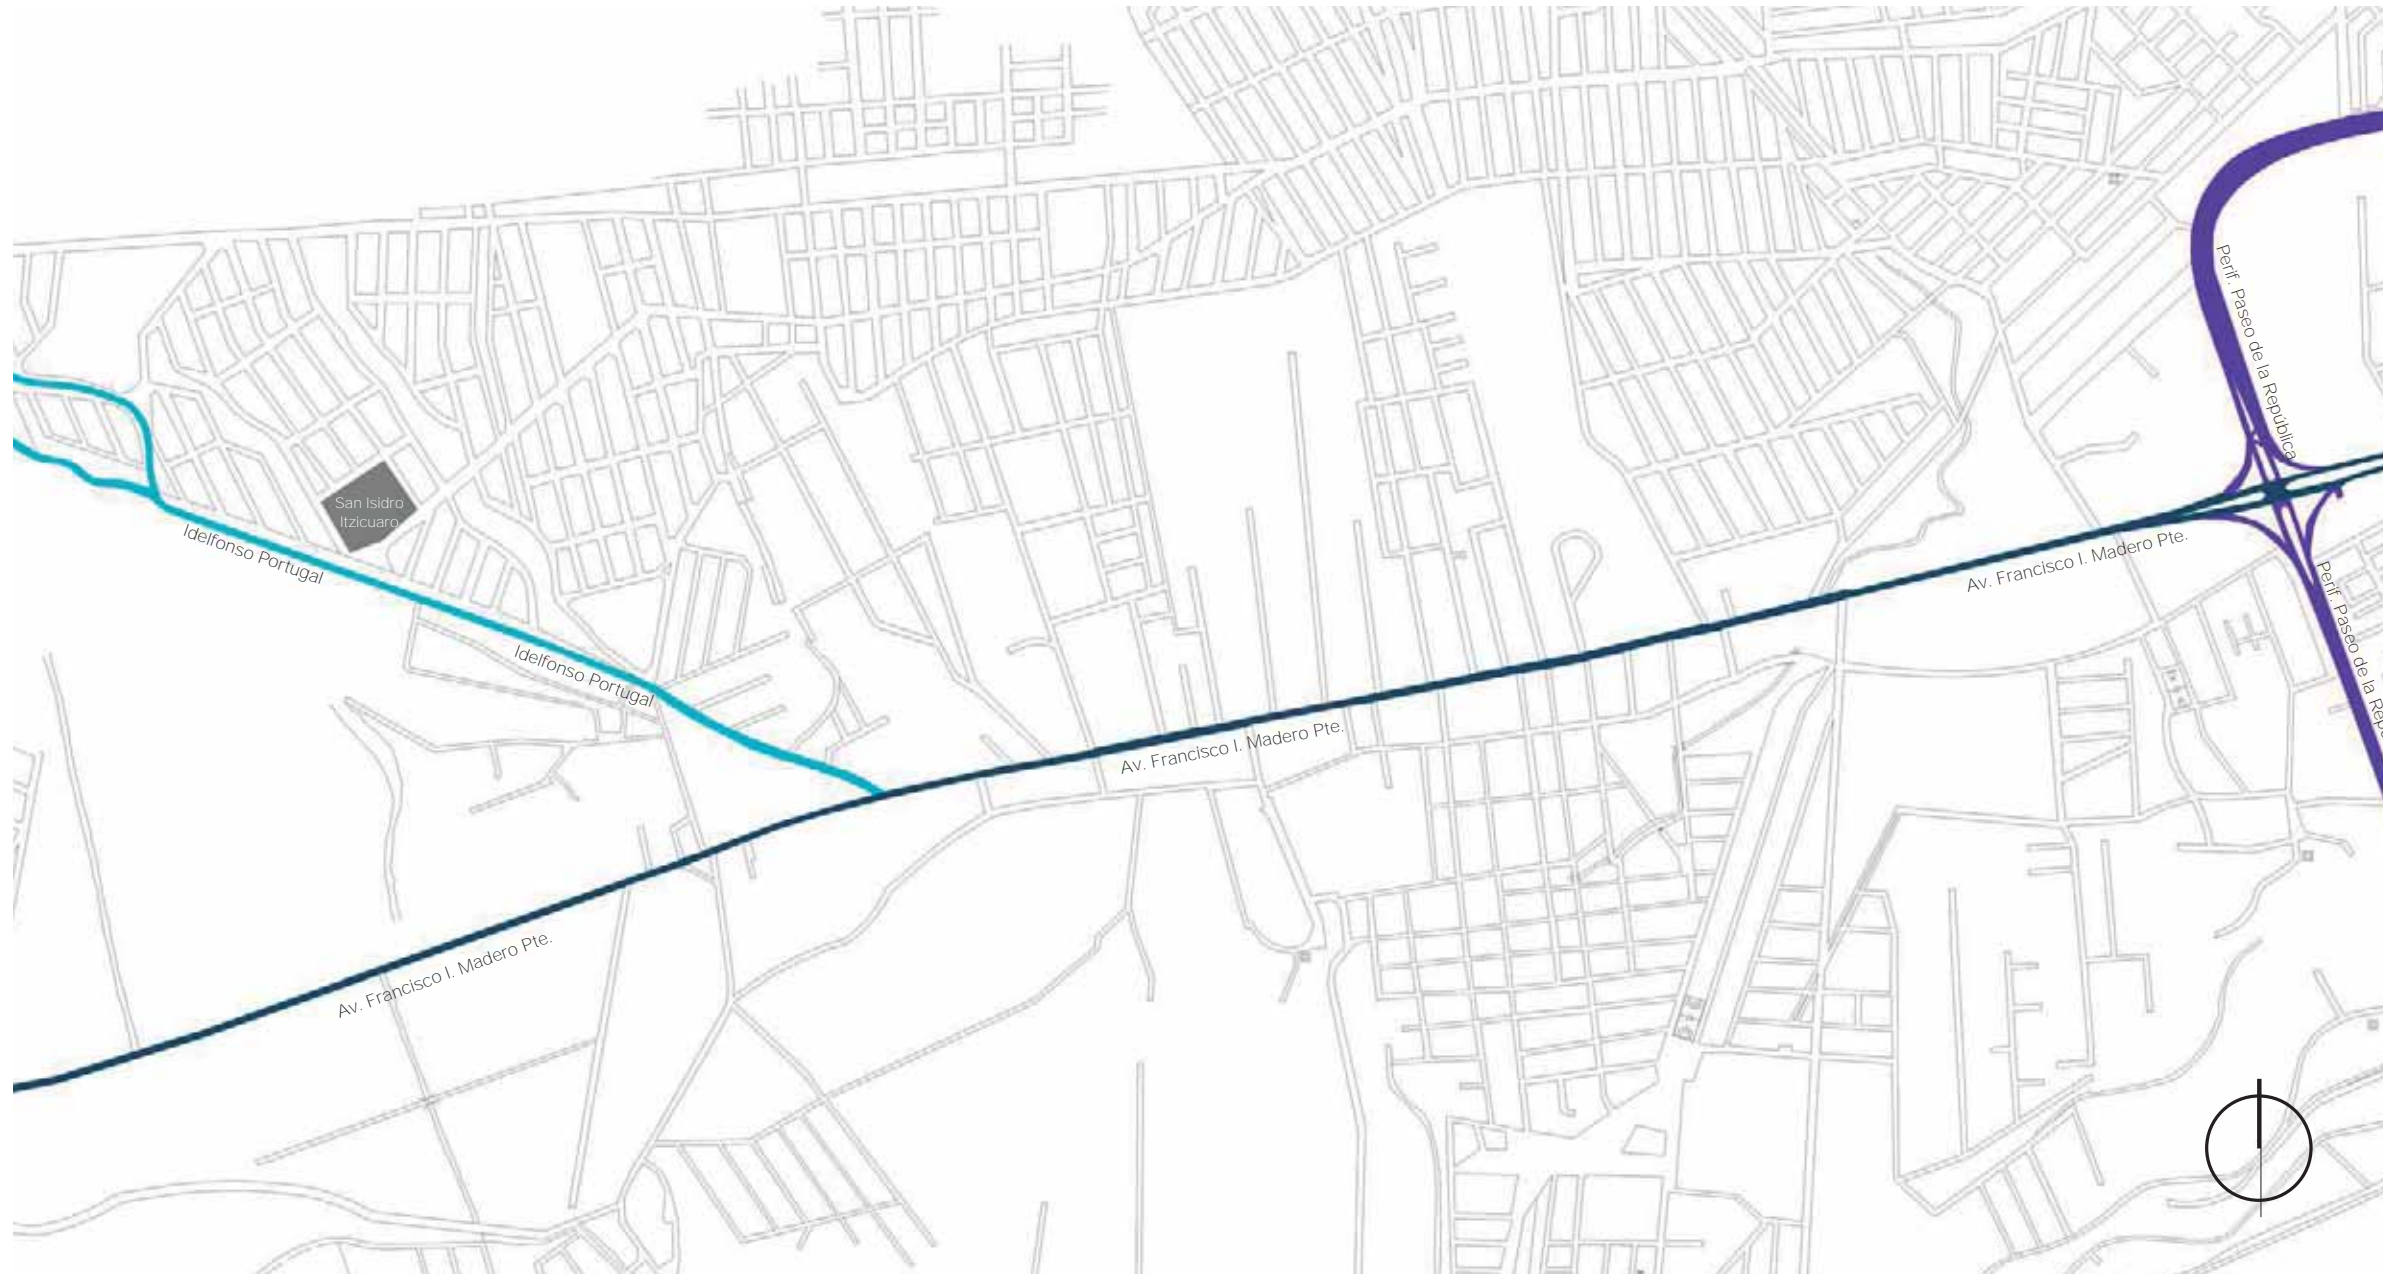 Perif. Paseo de la República
San Isidro
Itzicuaro
Idelfonso Portugal
Av. Francisco I. Madero Pte.
Perif. Paseo de la Repú
Idelfonso Portugal
Av. Francisco I. Madero Pte.
Av. Francisco I. Madero Pte.